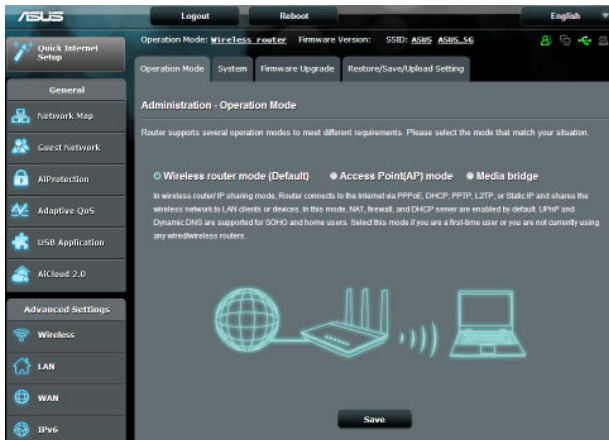 ASUS
Logout
Reboot
English
Quick Internet
Setup
Operation Mode: Wireless router Firmware Version: SSID: ASUS ASUS_5G
Operation Mode
System
Firmware Upgrade
Restore/Save/Upload Setting
General
Network Map
Guest Network
AiProtection
Adaptive QoS
USB Application
AiCloud 2.0
Advanced Settings
Wireless
LAN
WAN
IPv6
Administration - Operation Mode
Router supports several operation modes to meet different requirements. Please select the mode that match your situation.
Wireless router mode (Default) Access Point(AP) mode Media bridge
In wireless router/ IP sharing mode, Router connects to the Internet via PPPoE, DHCP, PPTP, L2TP, or Static IP and shares the
wireless network to LAN clients or devices. In this mode, NAT, firewall, and DHCP server are enabled by default. UPnP and
Dynamic DNS are supported for SOHO and home users. Select this mode if you are a first-time user or you are not currently using
any wired/wireless routers.
Save